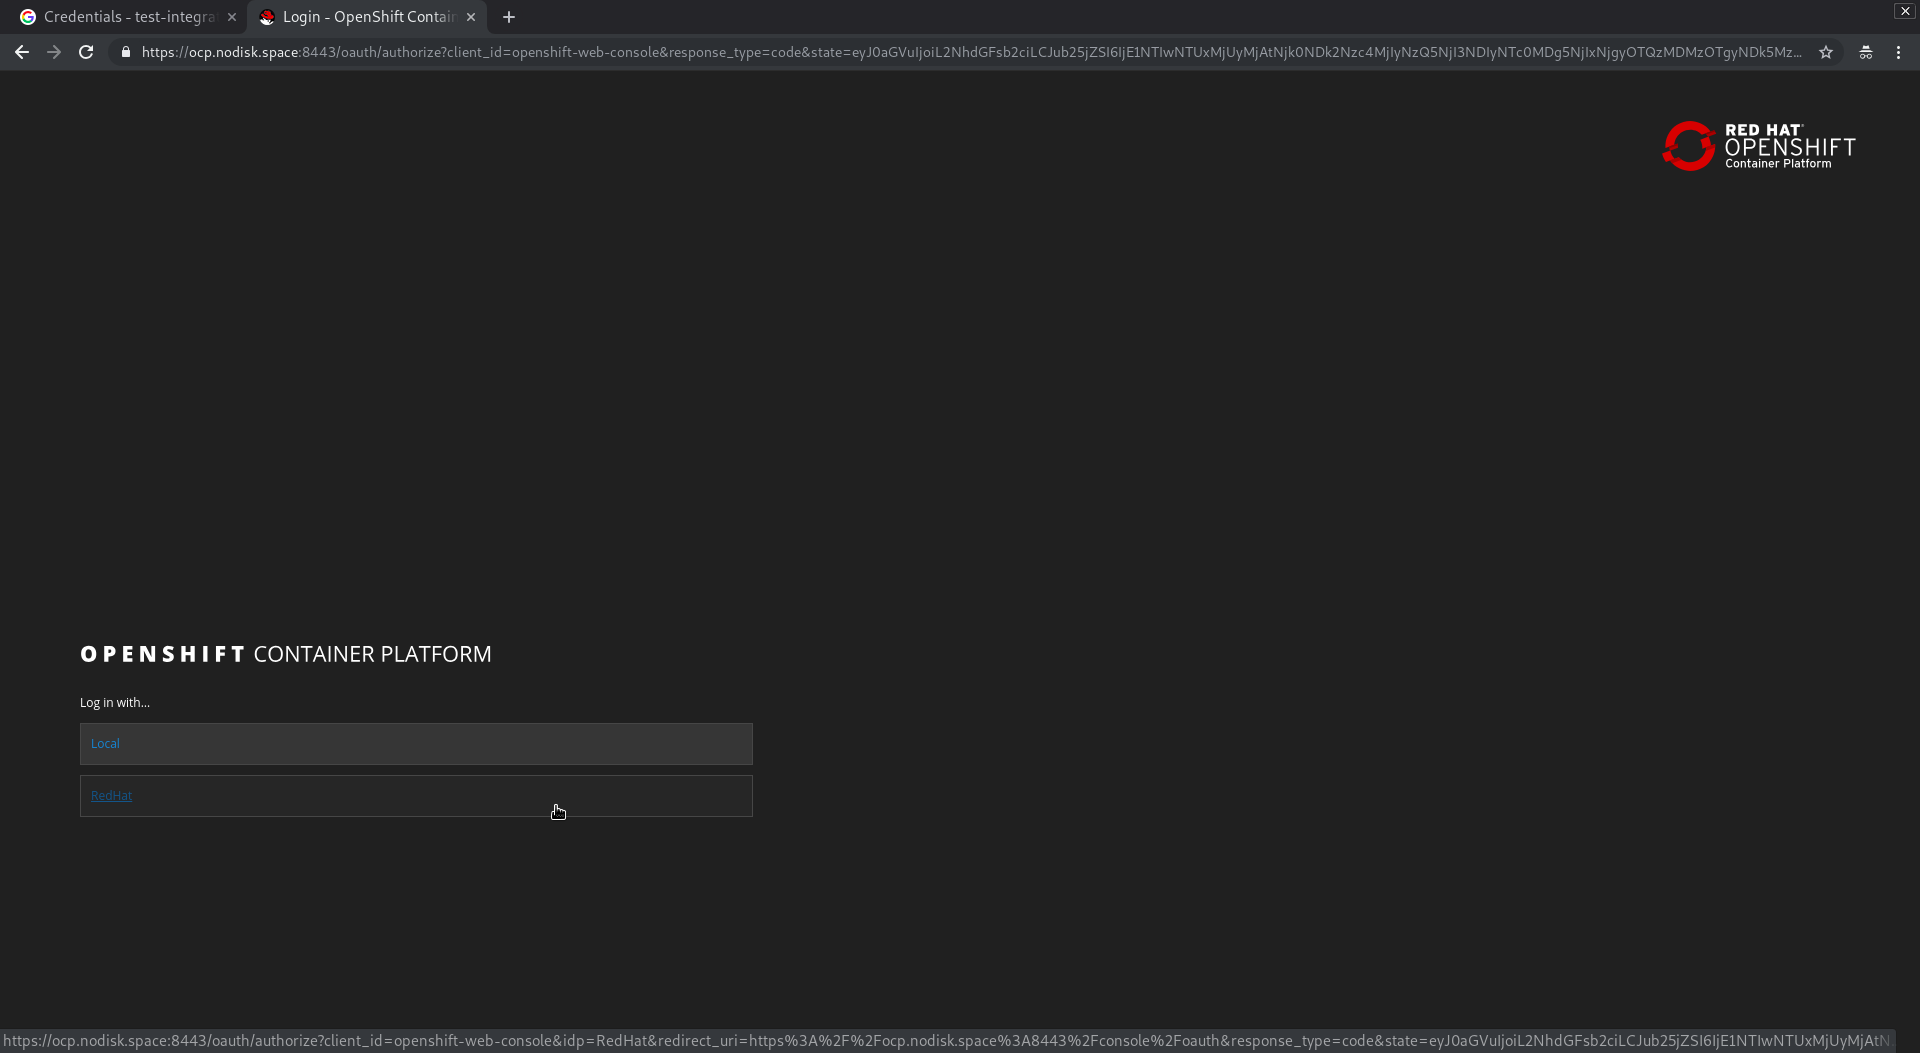 Credentials - test-integra
Login - OpenShift Contain
https://ocp.nodisk.space:8443/oauth/authorize?client_id=openshift-web-console&response_type=code&state=eyJ0aGVuIjoiL2NhdGFsb2ciLCJub25jZSI6IjE1NTIwNTUxMjUyMjAtNjk0NDk2Nzc4MjIyNzQ5NjI3NDIyNTc0MDg5NjIxNjgyOTQzMDMzOTgyNDk5Mz...
RED HAT
OPENSHIFT
Container Platform
OPENSHIFT CONTAINER PLATFORM
Log in with...
Local
RedHat
https://ocp.nodisk.space:8443/oauth/authorize?client_id=openshift-web-console&idp=RedHat&redirect_uri=https%3A%2F%2Focp.nodisk.space%3A8443%2Fconsole%2Foauth&response_type=code&state=eyJ0aGVuIjoiL2NhdGFsb2ciLCJub25jZSI6IjE1NTIwNTUxMjUyMjAtN